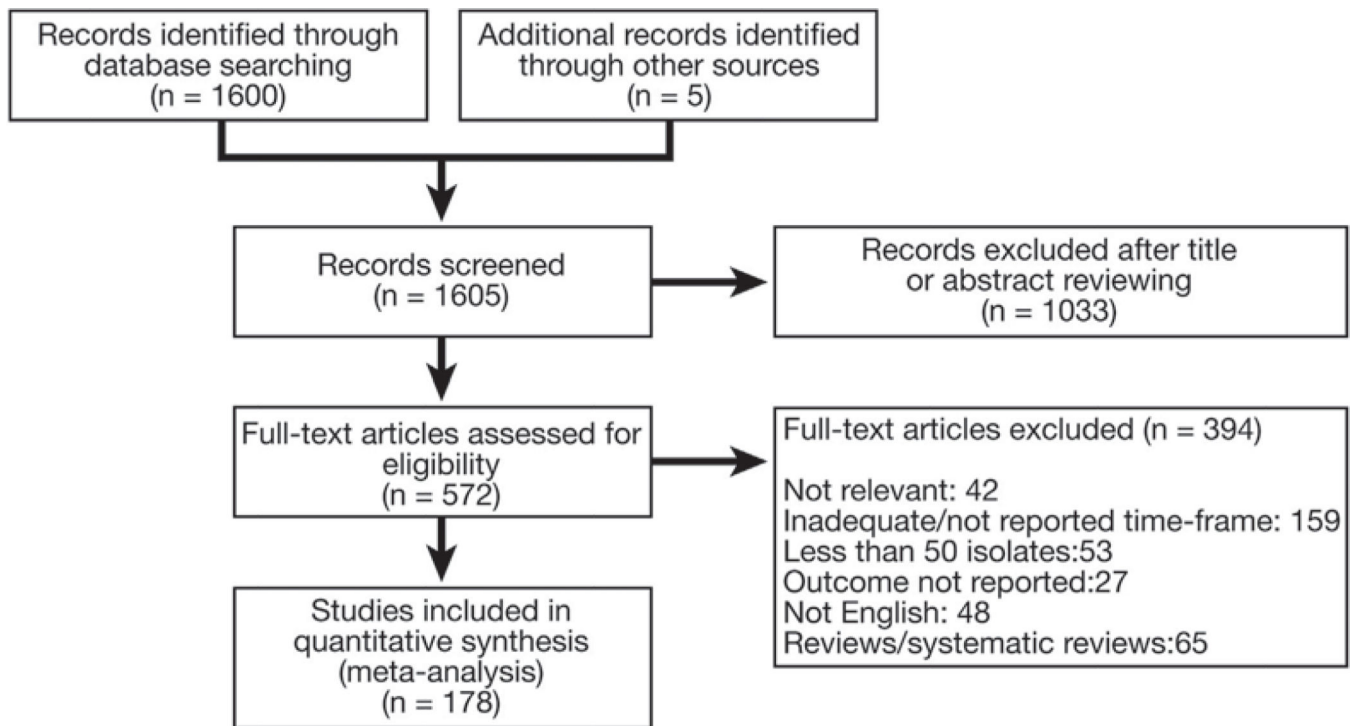 Records identified through
database searching
(n = 1600)
Additional records identified
through other sources
(n = 5)
Records screened
(n = 1605)
Records excluded after title
or abstract reviewing
(n = 1033)
Full-text articles assessed for
eligibility
(n = 572)
Full-text articles excluded (n = 394)
Not relevant: 42
Inadequate/not reported time-frame: 159
Less than 50 isolates:53
Outcome not reported:27
Not English: 48
Reviews/systematic reviews:65
Studies included in
quantitative synthesis
(meta-analysis)
(n = 178)